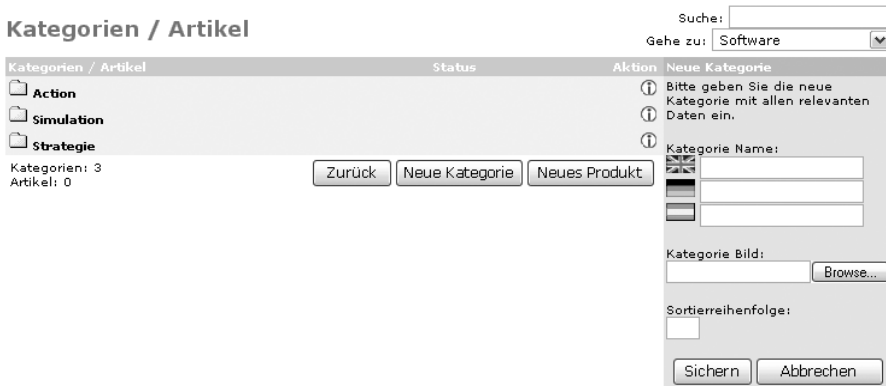 Kategorien / Artikel
Suche:
Gehe zu: Software
Kategorien / Artikel Status Aktion
Action
Simulation
Strategie
Kategorien: 3
Artikel: 0
Zurück Neue Kategorie Neues Produkt
Neue Kategorie
Bitte geben Sie die neue
Kategorie mit allen relevanten
Daten ein.
Kategorie Name:
Kategorie Bild:
Browse...
Sortierreihenfolge:
Sichern Abbrechen